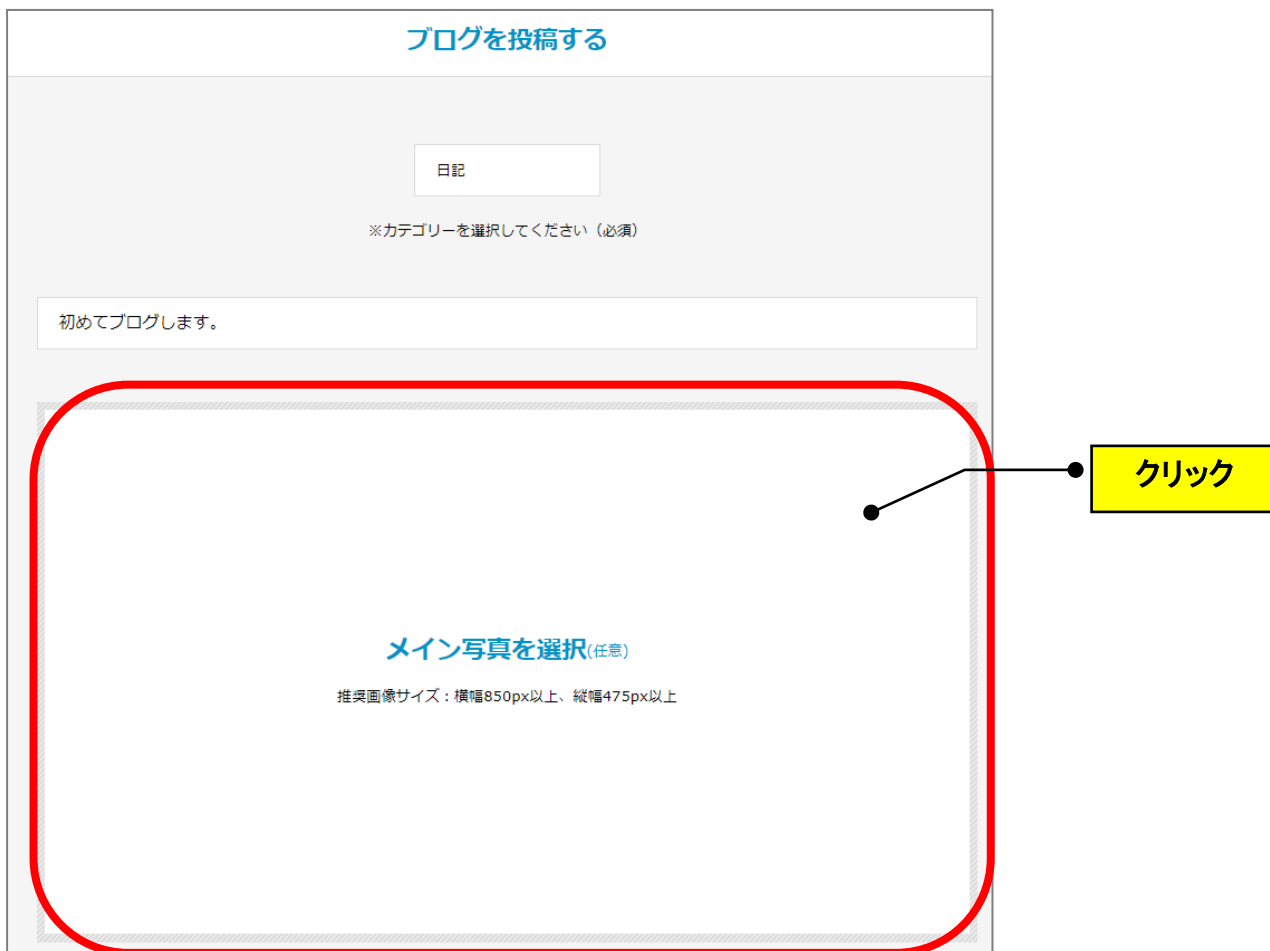 ブログを投稿する
日記
※カテゴリーを選択してください（必須）
初めてブログします。
クリック
メイン写真を選択(任意)
推奨画像サイズ：横幅850px以上、縦幅475px以上